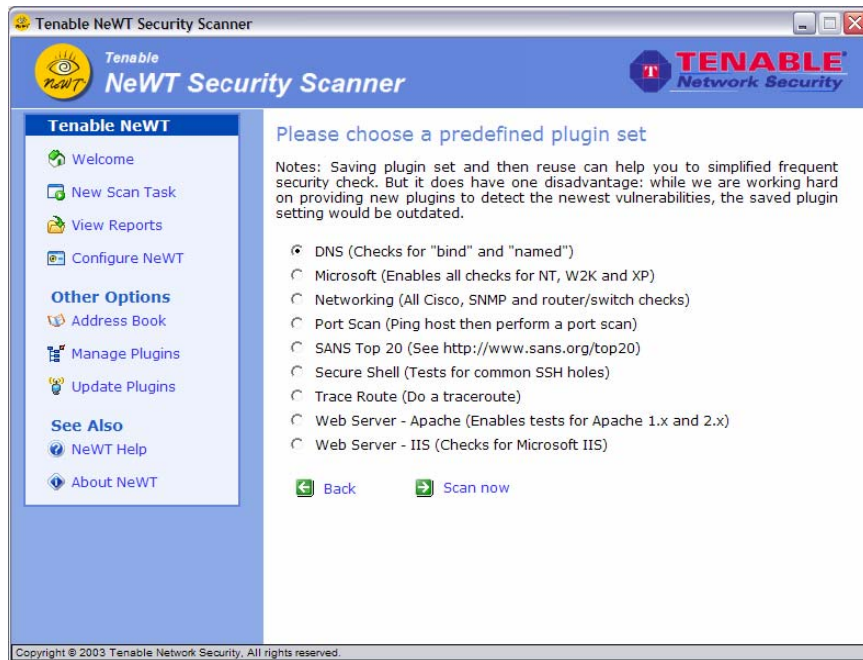 Tenable NeWT Security Scanner
Tenable
NeWT Security Scanner
NeWT
T
TENABLE
Network Security
Tenable NeWT
Welcome
New Scan Task
View Reports
Configure NeWT
Other Options
Address Book
Manage Plugins
Update Plugins
See Also
NeWT Help
About NeWT
Please choose a predefined plugin set
Notes: Saving plugin set and then reuse can help you to simplified frequent
security check. But it does have one disadvantage: while we are working hard
on providing new plugins to detect the newest vulnerabilities, the saved plugin
setting would be outdated.
DNS (Checks for "bind" and "named")
Microsoft (Enables all checks for NT, W2K and XP)
Networking (All Cisco, SNMP and router/switch checks)
Port Scan (Ping host then perform a port scan)
SANS Top 20 (See http://www.sans.org/top20)
Secure Shell (Tests for common SSH holes)
Trace Route (Do a traceroute)
Web Server - Apache (Enables tests for Apache 1.x and 2.x)
Web Server - IIS (Checks for Microsoft IIS)
Back
Scan now
Copyright © 2003 Tenable Network Security, All rights reserved.